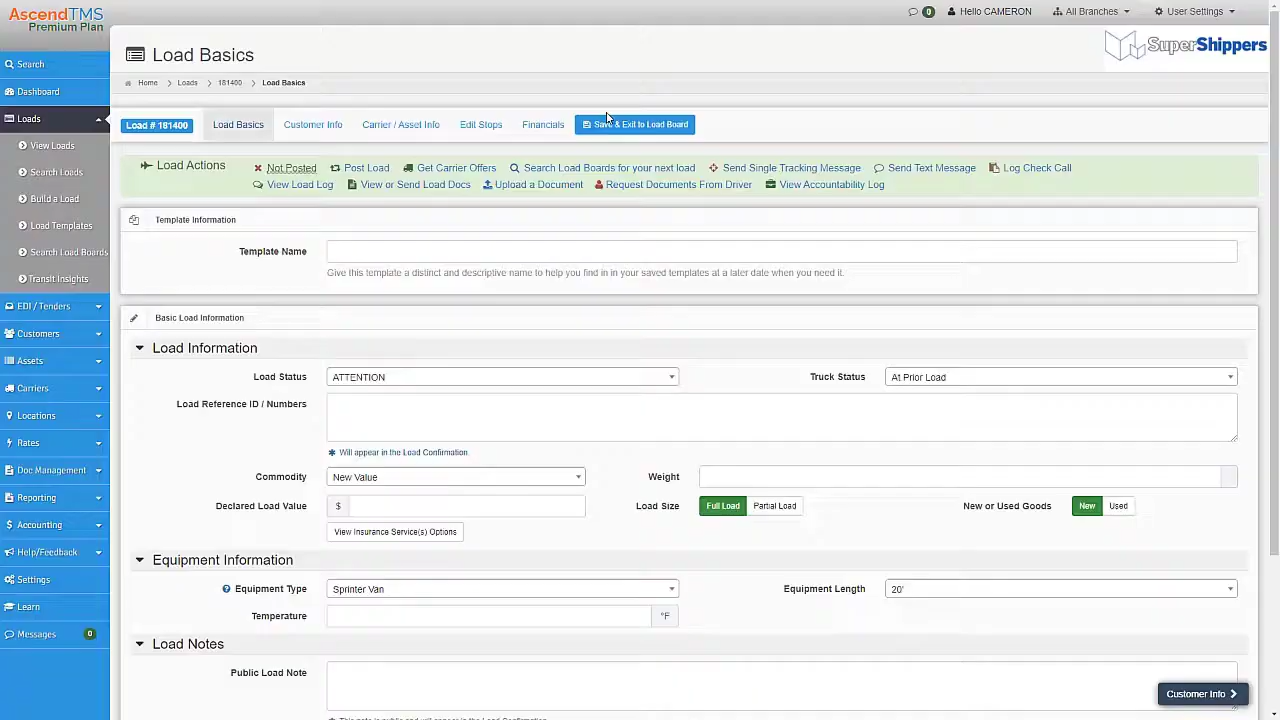 AscendTMS
Premium Plan
0
Hello CAMERON
All Branches
User Settings
Search
Dashboard
Loads
View Loads
Search Loads
Build a Load
Load Templates
Search Load Boards
Transit Insights
EDI / Tenders
Customers
Assets
Carriers
Locations
Rates
Doc Management
Reporting
Accounting
Help/Feedback
Settings
Learn
Messages 0
Load Basics
SuperShippers
Home Loads 181400 Load Basics
Load # 181400 Load Basics Customer Info Carrier / Asset Info Edit Stops Financials Save & Exit to Load Board
Load Actions Not Posted Post Load Get Carrier Offers Search Load Boards for your next load Send Single Tracking Message Send Text Message Log Check Call
View Load Log View or Send Load Docs Upload a Document Request Documents From Driver View Accountability Log
Template Information
Template Name
Give this template a distinct and descriptive name to help you find in in your saved templates at a later date when you need it.
Basic Load Information
Load Information
Load Status ATTENTION Truck Status At Prior Load
Load Reference ID / Numbers
Will appear in the Load Confirmation
Commodity New Value Weight
Declared Load Value $ Load Size Full Load Partial Load New or Used Goods New Used
View Insurance Service(s) Options
Equipment Information
Equipment Type Sprinter Van Equipment Length 20'
Temperature °F
Load Notes
Public Load Note
Customer Info